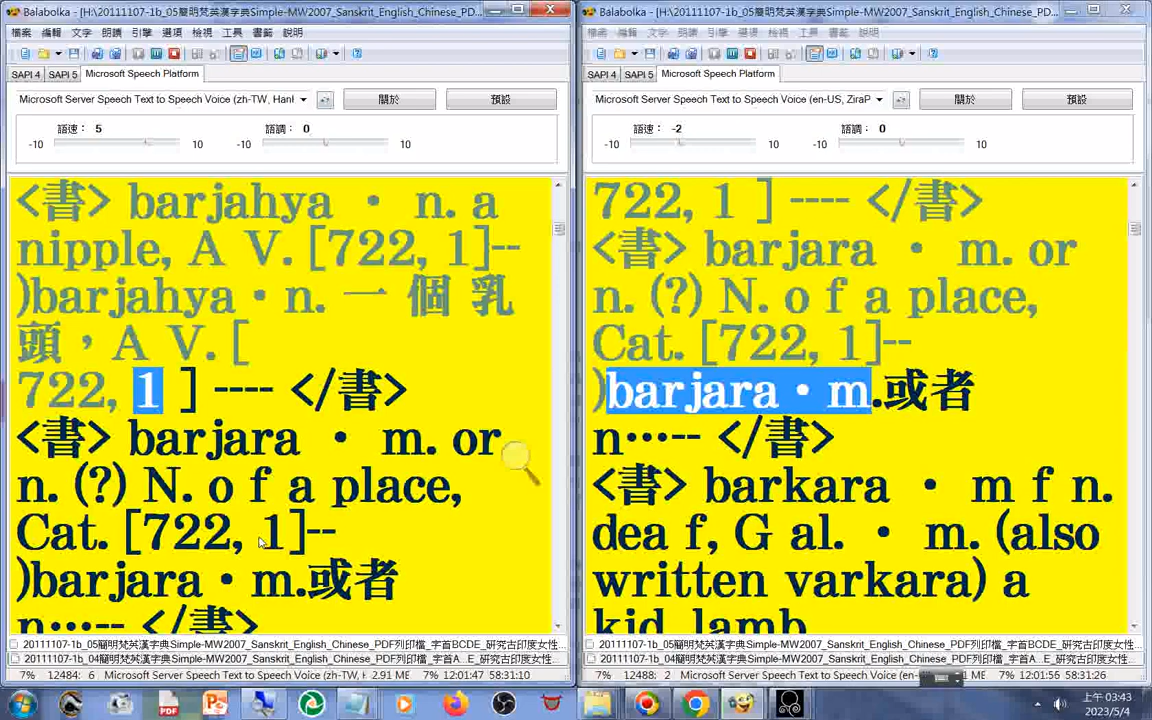 Balabolka - [H:\20111107-1b_05簡明梵英漢字典Simple-MW2007_Sanskrit_English_Chinese_PD...
檔案 編輯 文字 朗讀 引擎 選項 檢視 工具 書籤 說明
SAPI 4 SAPI 5 Microsoft Speech Platform
Microsoft Server Speech Text to Speech Voice (zh-TW, HanI 關於 預設
語速： 5 語調： 0
-10 10 -10 10
<書> barjahya ‧ n. a
nipple, A V. [722, 1]--
)barjahya‧n. 一 個 乳
頭，A V. [
722, 1 ] ---- </書>
<書> barjara ‧ m. or
n. (?) N. o f a place,
Cat. [722, 1]--
)barjara‧m.或者
n…-- </書>
20111107-1b_05簡明梵英漢字典Simple-MW2007_Sanskrit_English_Chinese_PDF列印檔_字首BCDE_研究古印度女性...
20111107-1b_04簡明梵英漢字典Simple-MW2007_Sanskrit_English_Chinese_PDF列印檔_字首A...E_研究古印度女性...
7% 12484: 6 Microsoft Server Speech Text to Speech Voice (zh-TW, H 2.91 ME 7% 12:01:47 58:31:10
Balabolka - [H:\20111107-1b_05簡明梵英漢字典Simple-MW2007_Sanskrit_English_Chinese_PD...
檔案 編輯 文字 朗讀 引擎 選項 檢視 工具 書籤 說明
SAPI 4 SAPI 5 Microsoft Speech Platform
Microsoft Server Speech Text to Speech Voice (en-US, ZiraP 關於 預設
語速： -2 語調： 0
-10 10 -10 10
722, 1 ] ---- </書>
<書> barjara ‧ m. or
n. (?) N. o f a place,
Cat. [722, 1]--
)barjara‧m.或者
n…-- </書>
<書> barkara ‧ m f n.
dea f, G al. ‧ m. (also
written varkara) a
kid, lamb
20111107-1b_05簡明梵英漢字典Simple-MW2007_Sanskrit_English_Chinese_PDF列印檔_字首BCDE_研究古印度女性...
20111107-1b_04簡明梵英漢字典Simple-MW2007_Sanskrit_English_Chinese_PDF列印檔_字首A...E_研究古印度女性...
7% 12484: 2 Microsoft Server Speech Text to Speech Voice (en-US, 7% 12:01:56 58:31:26
PDF
上午 03:43
2023/5/4